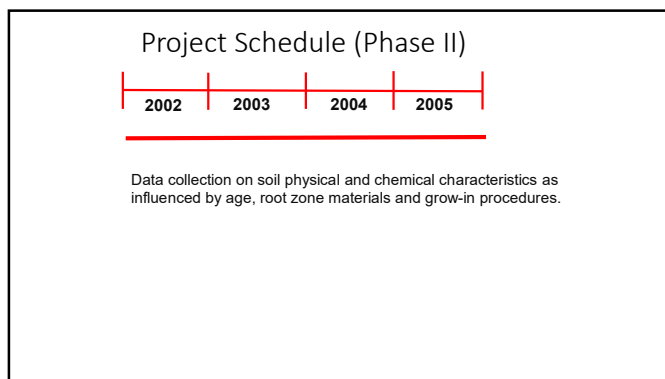 Project Schedule (Phase II)
2002 2003 2004 2005
Data collection on soil physical and chemical characteristics as
influenced by age, root zone materials and grow-in procedures.